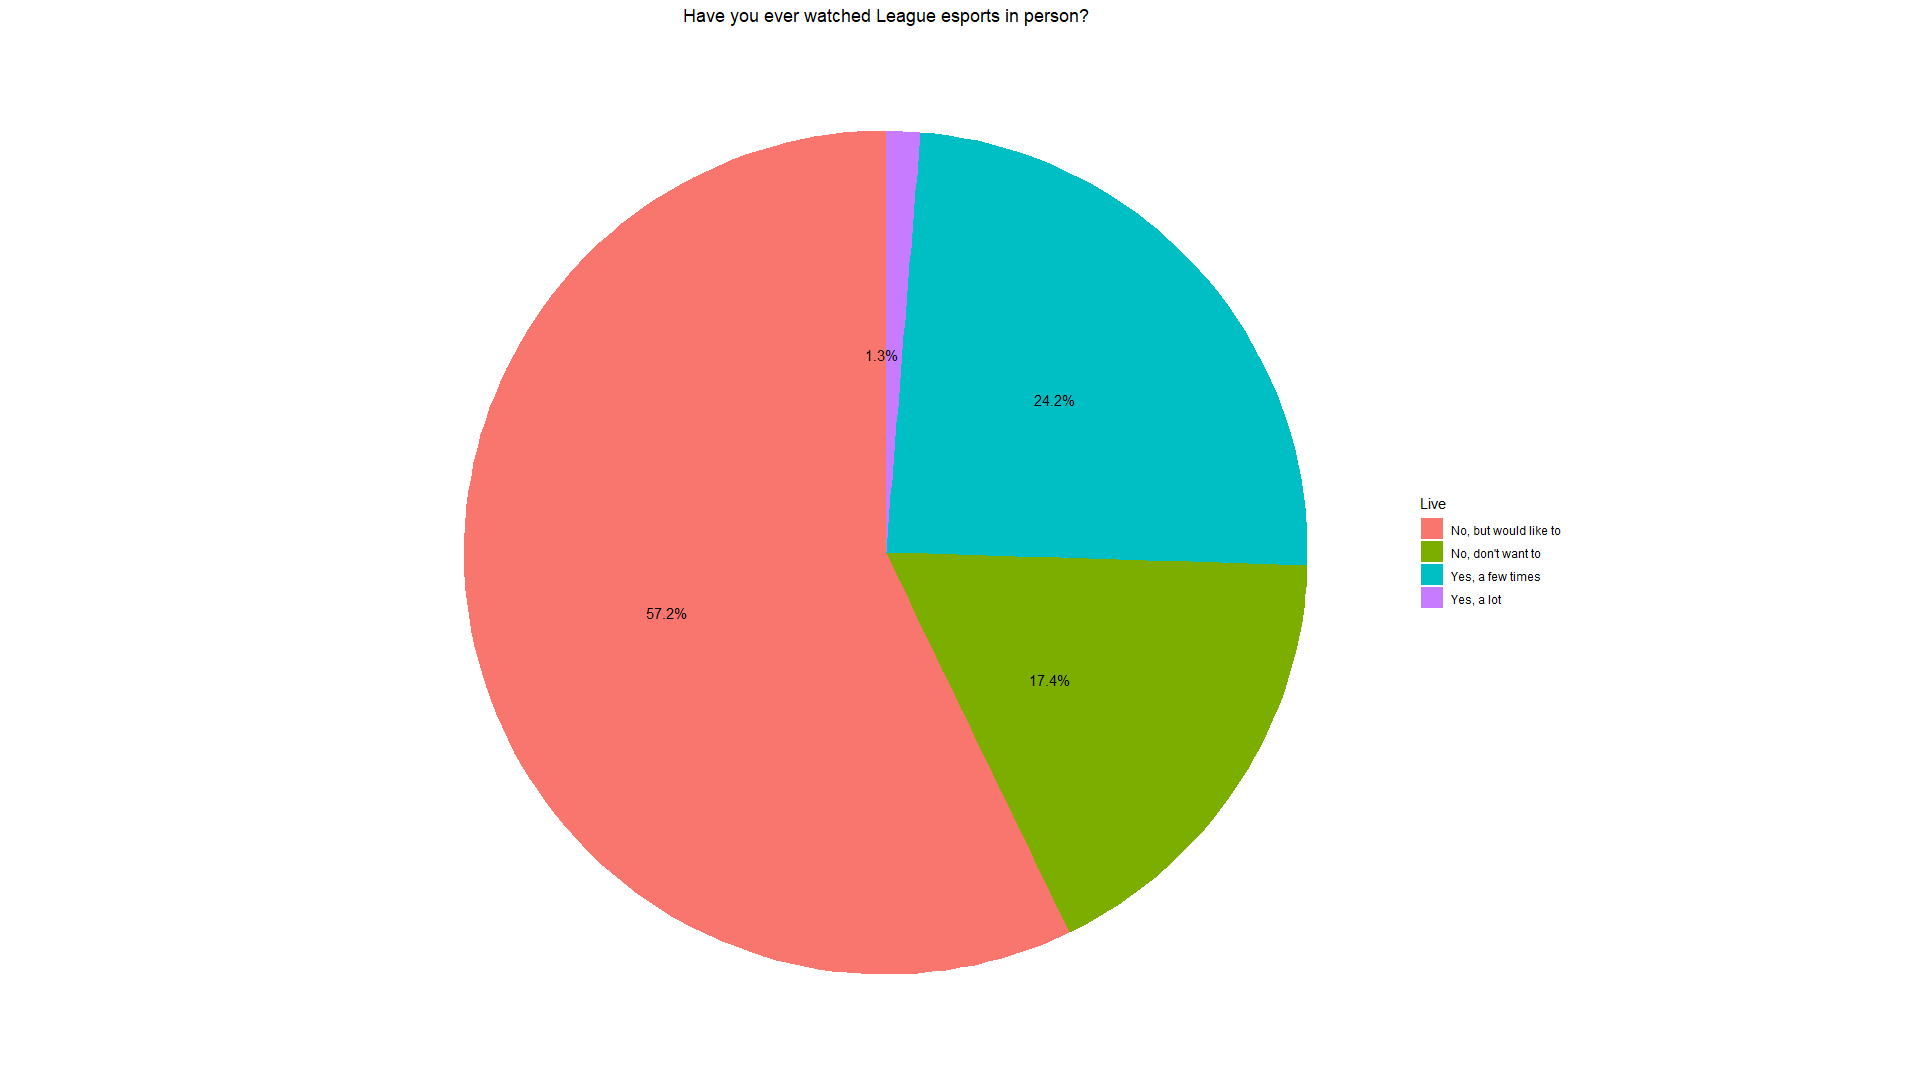 Have you ever watched League esports in person?
1.3%
24.2%
57.2%
17.4%
Live
No, but would like to
No, don't want to
Yes, a few times
Yes, a lot